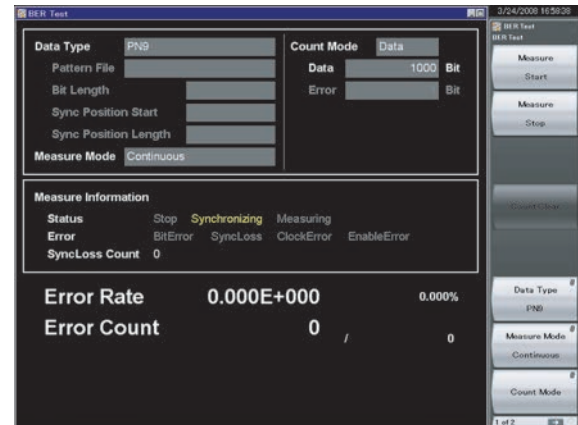 BER Test
3/24/2008 16:58:38
BER Test
BER Test
Data Type PN9
Count Mode Data
Pattern File
Data 1000 Bit
Bit Length
Error Bit
Sync Position Start
Sync Position Length
Measure Mode Continuous
Measure
Start
Measure
Stop
Count Clear
Measure Information
Status Stop Synchronizing Measuring
Error BitError SyncLoss ClockError EnableError
SyncLoss Count 0
Error Rate 0.000E+000 0.000%
Error Count 0 / 0
Data Type
PN9
Measure Mode
Continuous
Count Mode
1 of 2